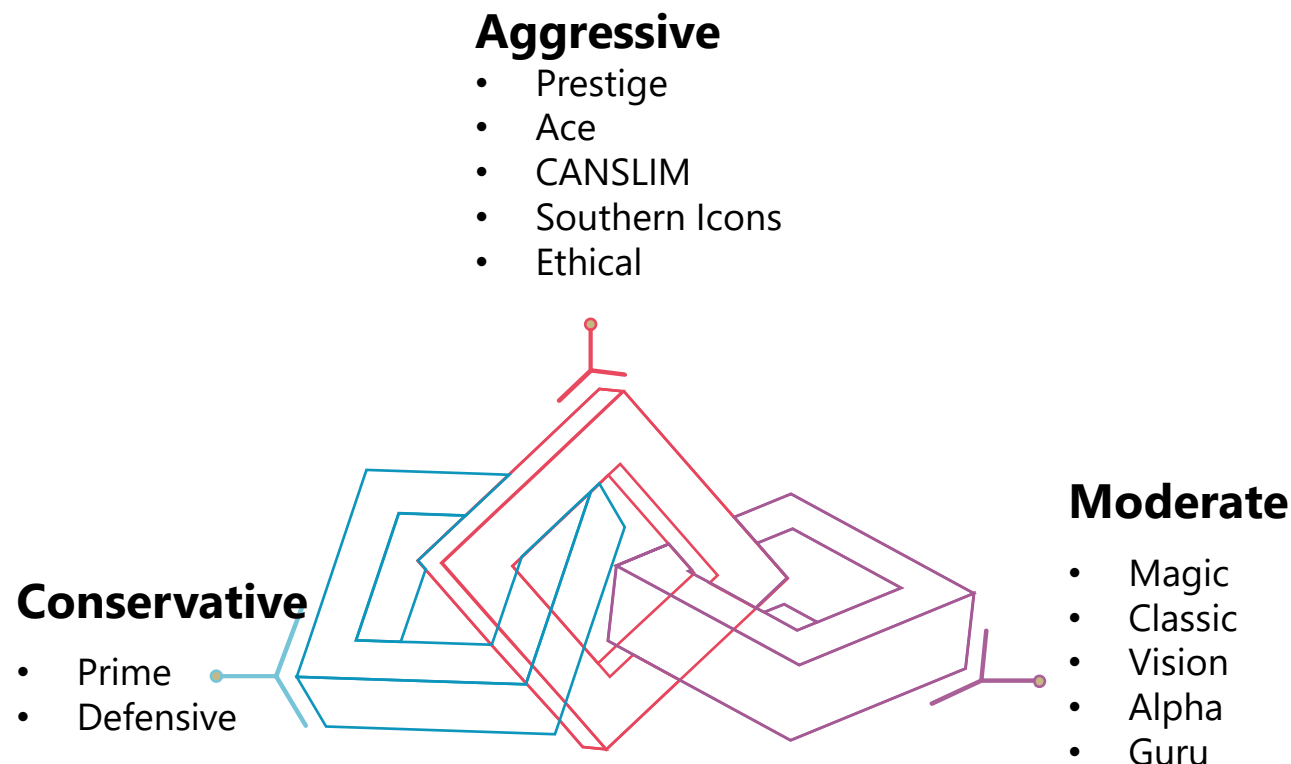 Aggressive
• Prestige
• Ace
• CANSLIM
• Southern Icons
• Ethical
Conservative
• Prime
• Defensive
Moderate
• Magic
• Classic
• Vision
• Alpha
• Guru